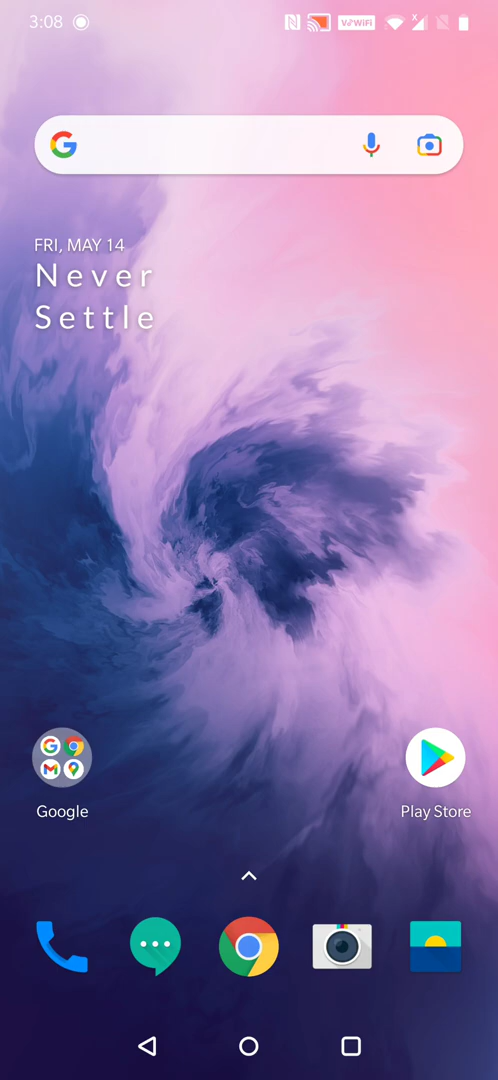 3:08
VoWiFi
x
FRI, MAY 14
Never
Settle
Google
Play Store